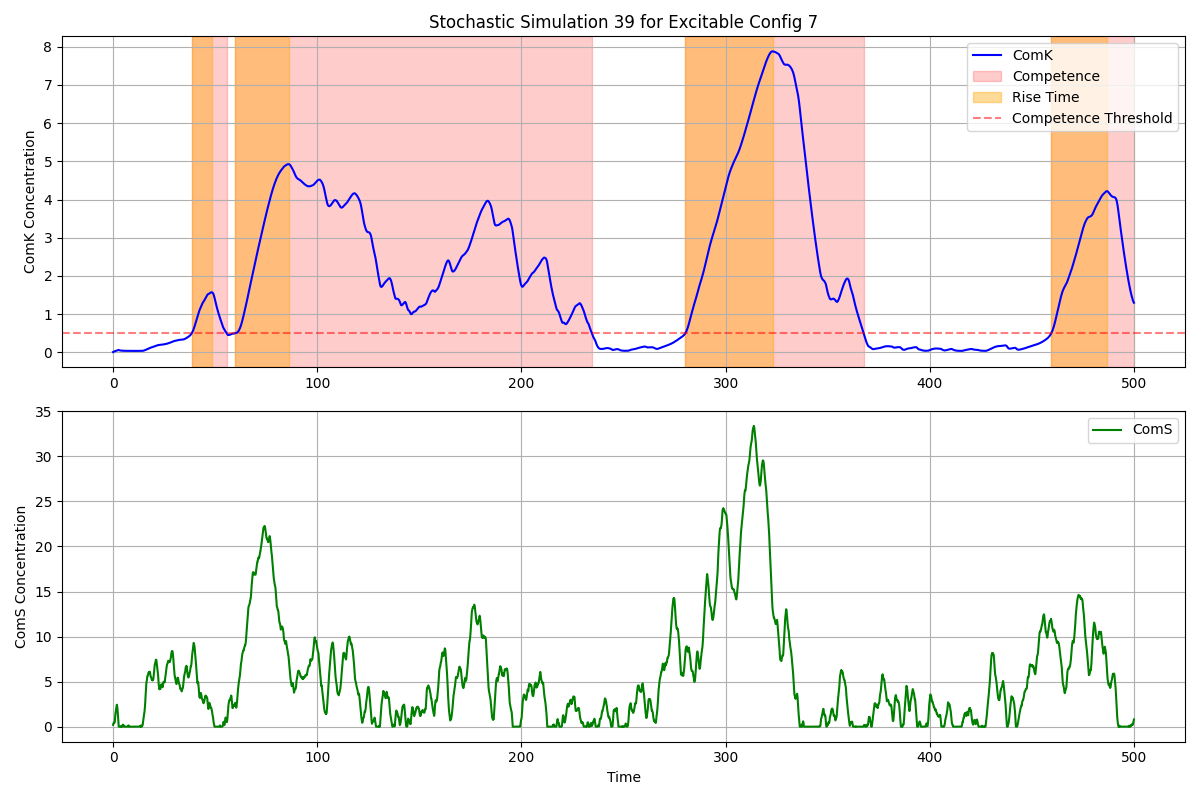 Stochastic Simulation 39 for Excitable Config 7
ComK Concentration
8
7
6
5
4
3
2
1
0
0 100 200 300 400 500
ComK
Competence
Rise Time
Competence Threshold
ComS Concentration
35
30
25
20
15
10
5
0
0 100 200 300 400 500
ComS
Time